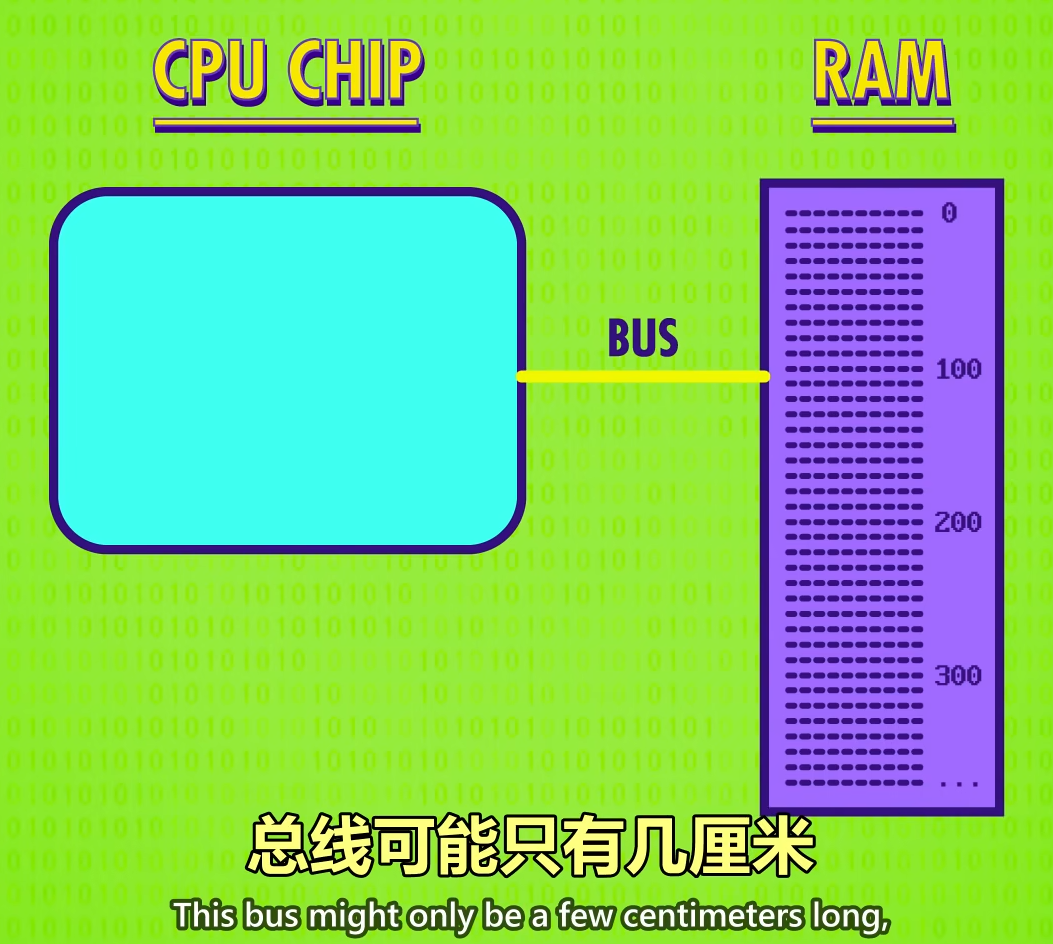 CPU CHIP
RAM
0
BUS
100
200
300
...
总线可能只有几厘米
This bus might only be a few centimeters long,